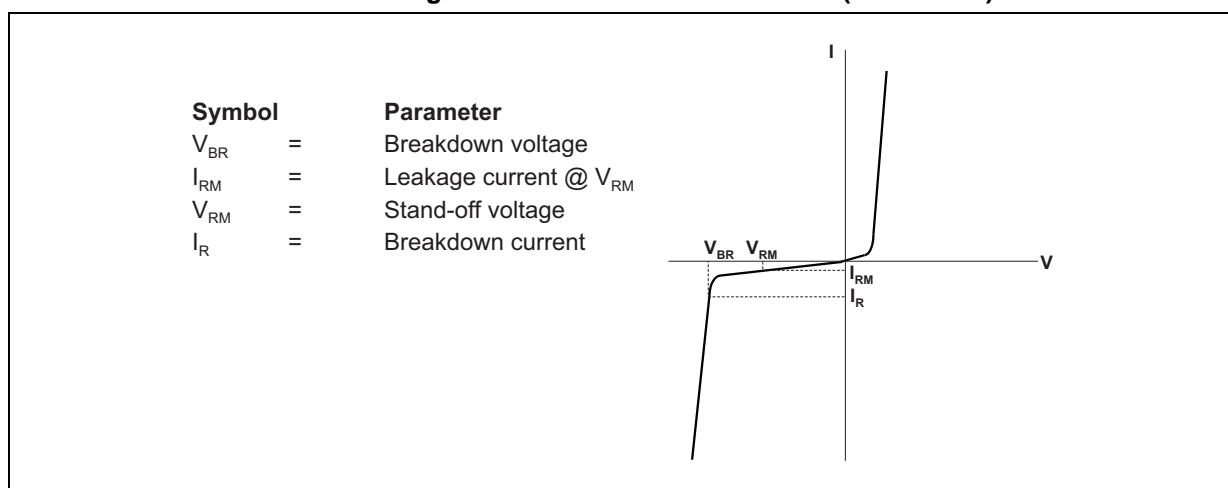 Symbol Parameter
V_BR = Breakdown voltage
I_RM = Leakage current @ V_RM
V_RM = Stand-off voltage
I_R = Breakdown current
I
V_BR V_RM
V
I_RM
I_R